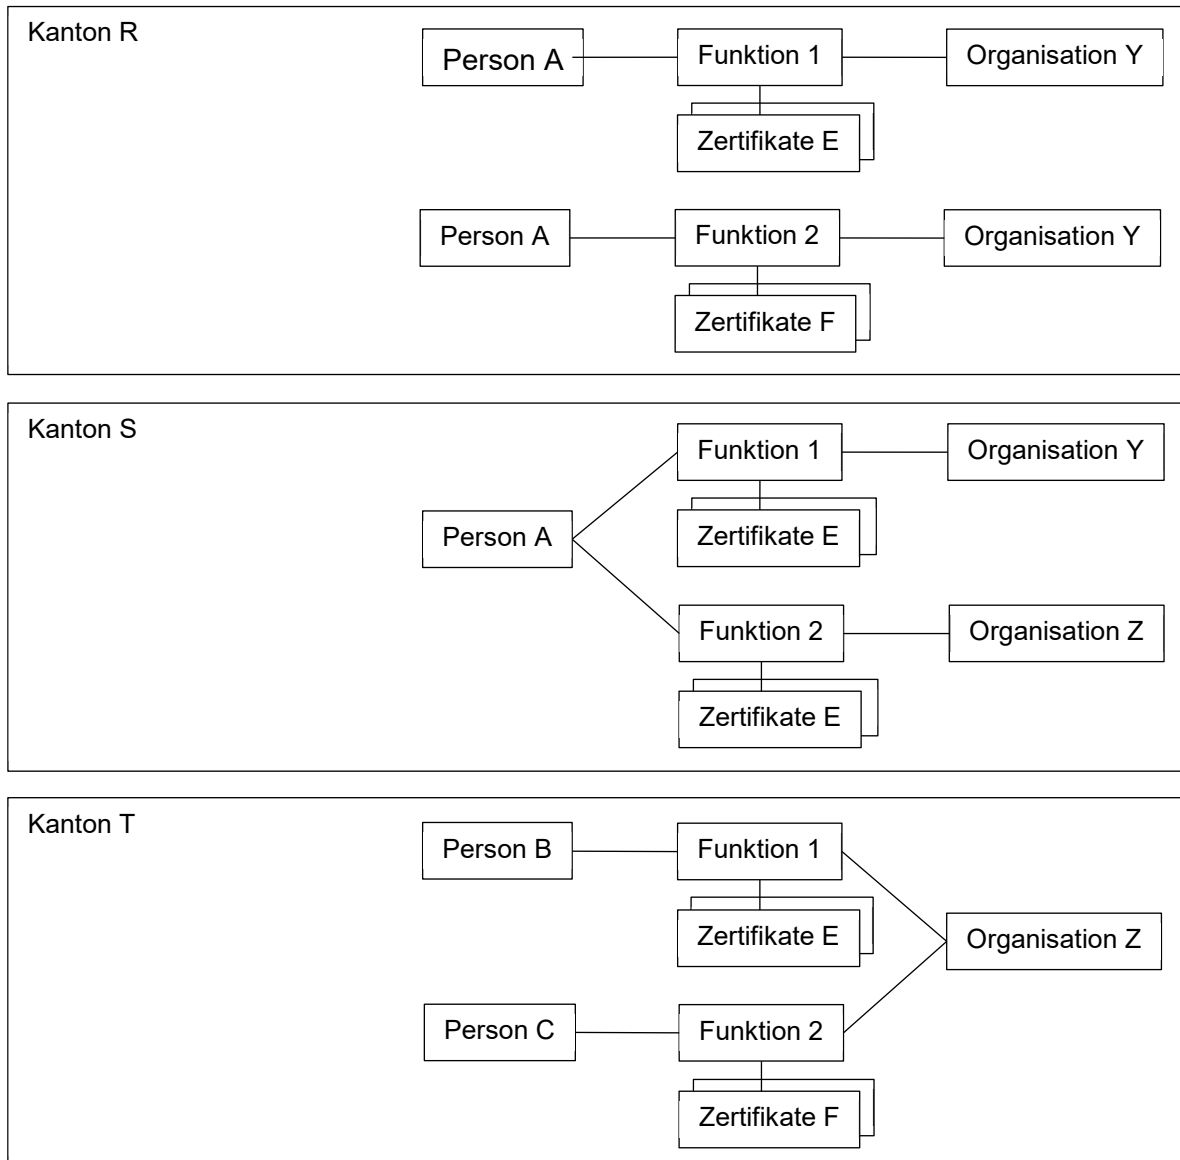 Kanton R
Person A
Funktion 1
Organisation Y
Zertifikate E
Person A
Funktion 2
Organisation Y
Zertifikate F
Kanton S
Funktion 1
Organisation Y
Zertifikate E
Person A
Funktion 2
Organisation Z
Zertifikate E
Kanton T
Person B
Funktion 1
Zertifikate E
Organisation Z
Person C
Funktion 2
Zertifikate F